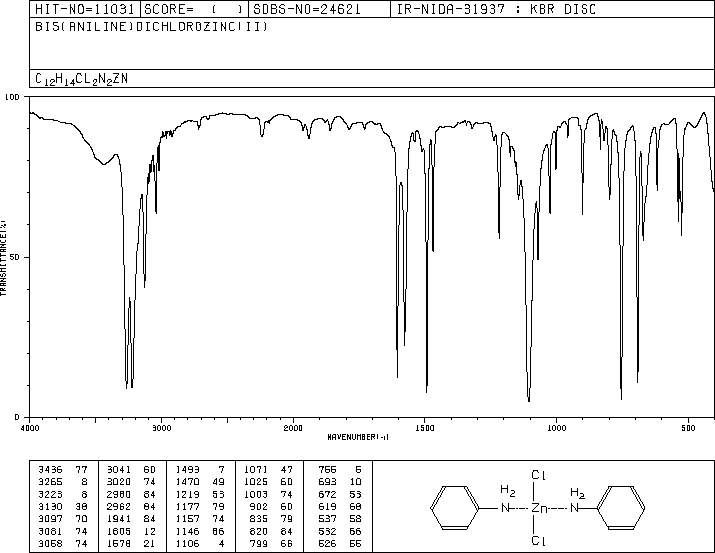 HIT-NO=11031 SCORE= ( ) SDBS-NO=24621 IR-NIDA-31937 : KBR DISC
BIS(ANILINE)DICHLOROZINC(II)
C12H14CL2N2ZN
100
50
0
TRANSMITTANCE(%)
4000 3000 2000 1500 1000 500
WAVENUMBER(-1)
3436 77 3041 60 1493 7 1071 47 755 5
3265 8 3020 74 1470 49 1025 60 693 10
3223 8 2980 84 1219 53 1003 74 672 53
3130 38 2962 84 1177 79 902 60 619 68
3097 70 1941 84 1157 74 835 79 537 58
3081 74 1605 12 1146 66 820 84 532 56
3058 74 1578 21 1106 4 799 66 526 55
Cl
H2 H2
N Zn N
Cl